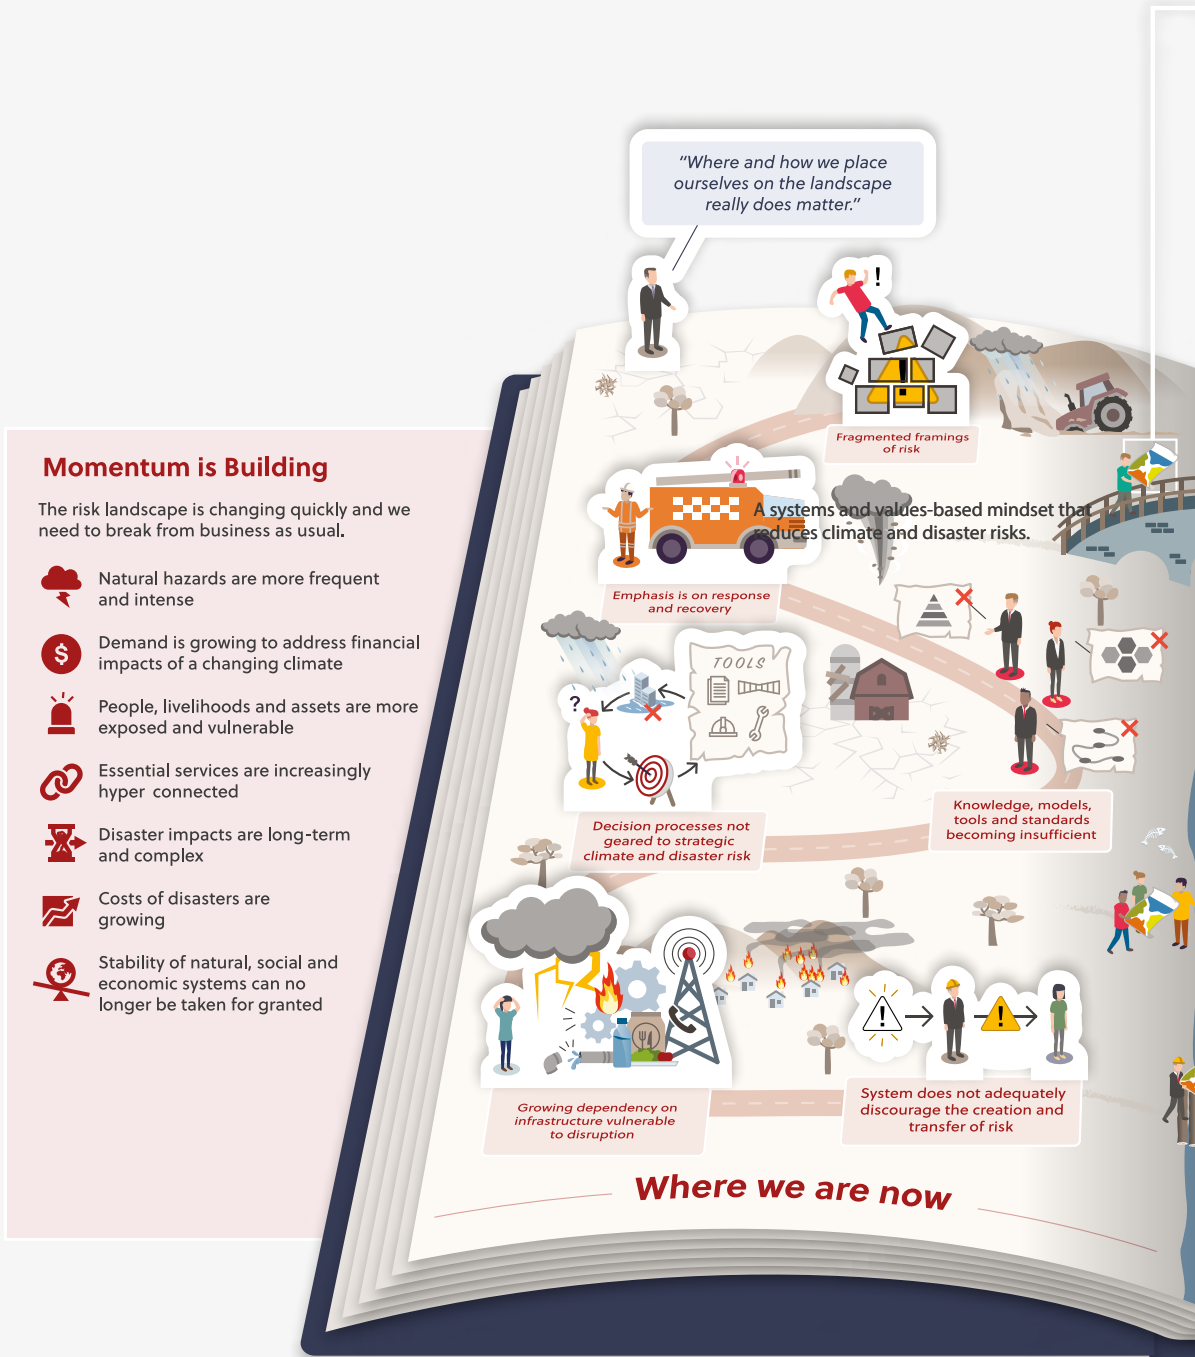 "Where and how we place
ourselves on the landscape
really does matter."
!
Fragmented framings
of risk
Momentum is Building
The risk landscape is changing quickly and we
need to break from business as usual.
Natural hazards are more frequent
and intense
$
Demand is growing to address financial
impacts of a changing climate
People, livelihoods and assets are more
exposed and vulnerable
Essential services are increasingly
hyper connected
Disaster impacts are long-term
and complex
Costs of disasters are
growing
Stability of natural, social and
economic systems can no
longer be taken for granted
A systems and values-based mindset that
reduces climate and disaster risks.
Emphasis is on response
and recovery
TOOLS
?
Knowledge, models,
tools and standards
becoming insufficient
Decision processes not
geared to strategic
climate and disaster risk
!
!
System does not adequately
discourage the creation and
transfer of risk
Growing dependency on
infrastructure vulnerable
to disruption
Where we are now